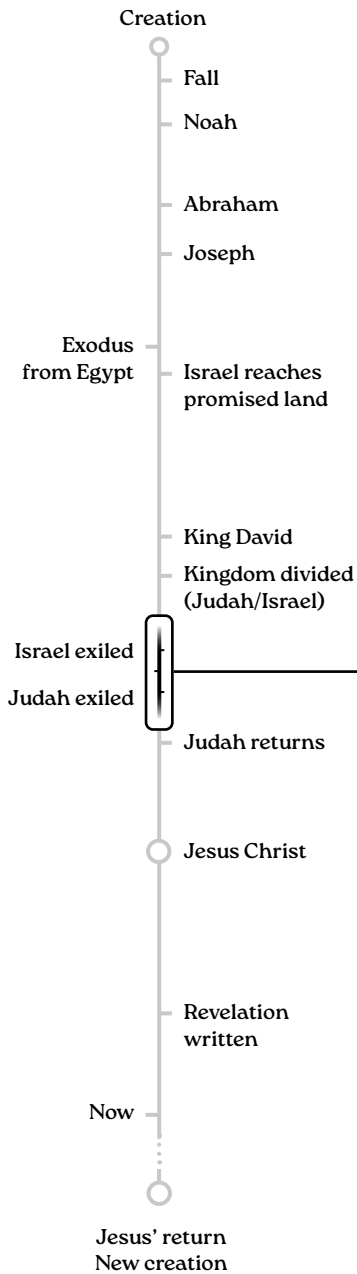 Creation
Fall
Noah
Abraham
Joseph
Exodus
from Egypt
Israel reaches
promised land
King David
Kingdom divided
(Judah/Israel)
Israel exiled
Judah exiled
Judah returns
Jesus Christ
Revelation
written
Now
Jesus’ return
New creation